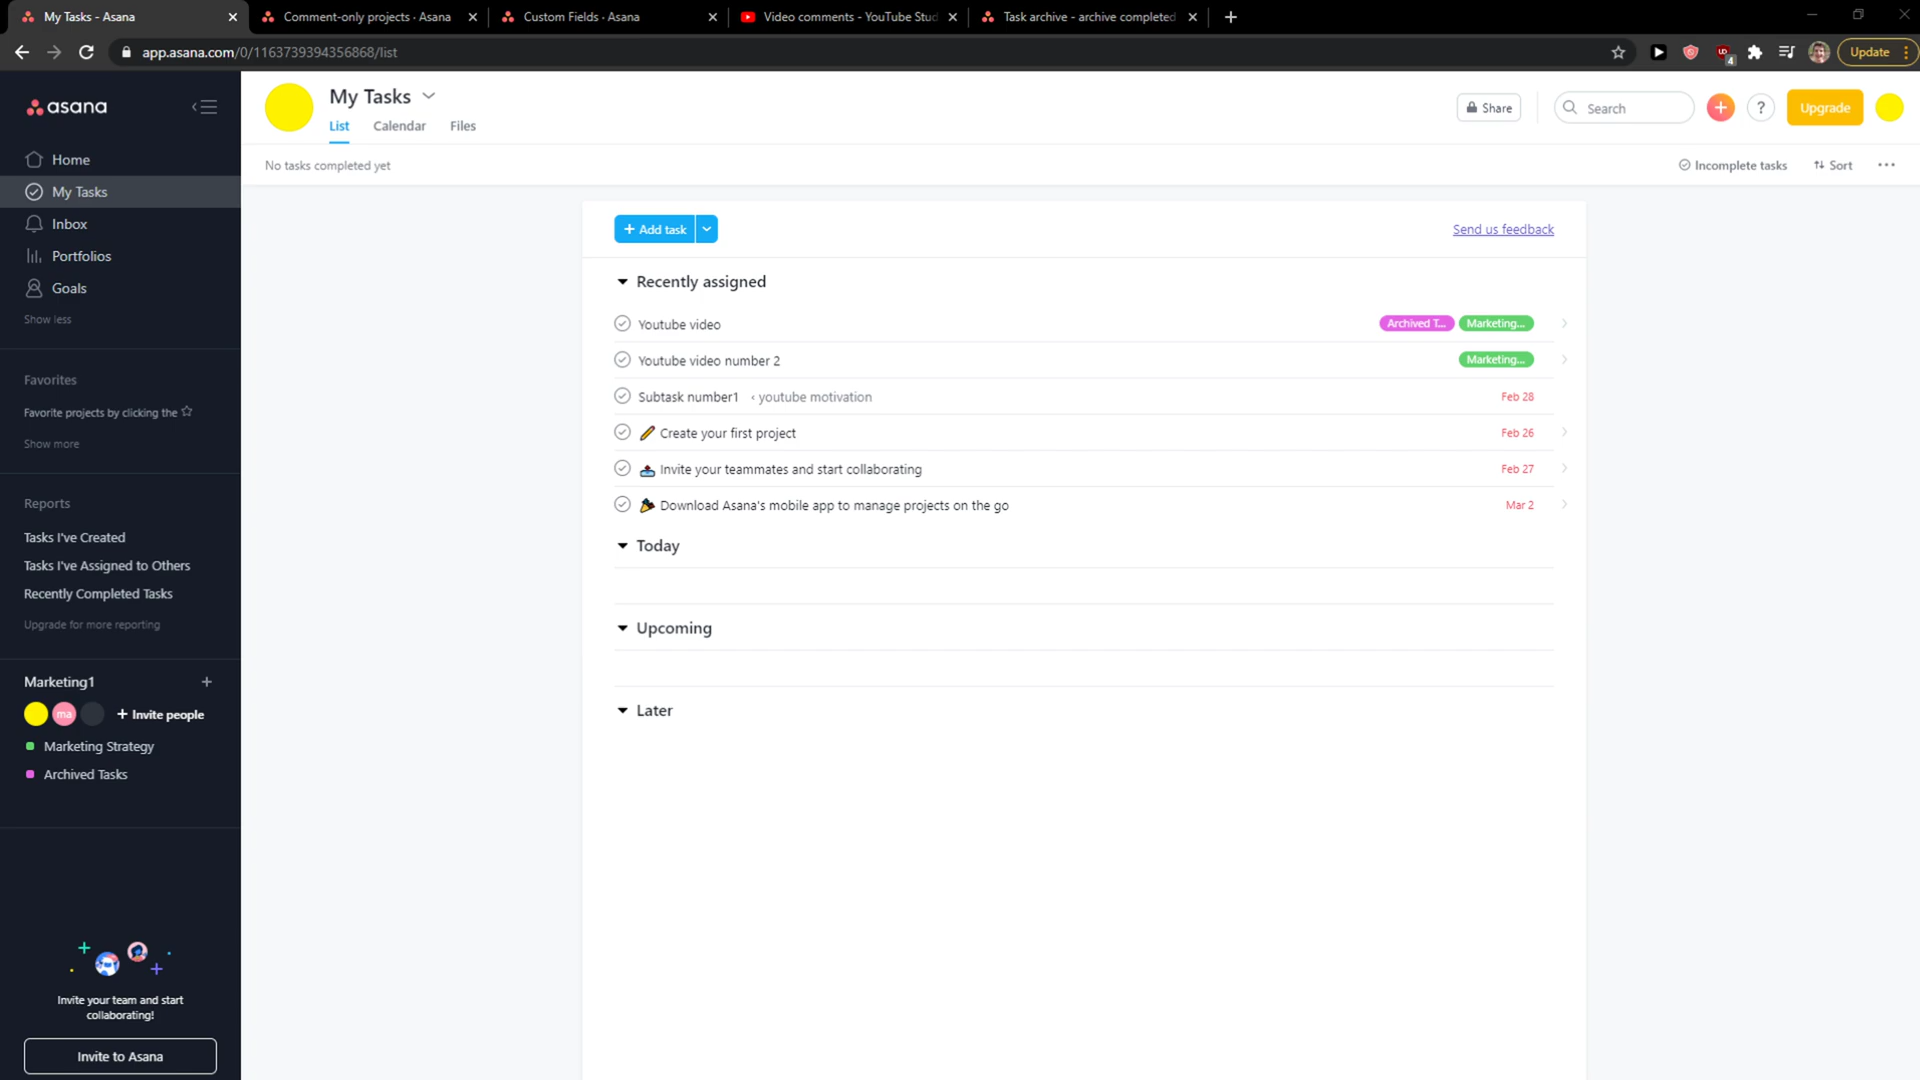 My Tasks - Asana
Comment-only projects · Asana
Custom Fields · Asana
Video comments - YouTube Stud
Task archive - archive completed
app.asana.com/0/1163739394356868/list
4
Update
asana
Home
My Tasks
Inbox
Portfolios
Goals
Show less
Favorites
Favorite projects by clicking the
Show more
Reports
Tasks I've Created
Tasks I've Assigned to Others
Recently Completed Tasks
Upgrade for more reporting
Marketing1
ma
Invite people
Marketing Strategy
Archived Tasks
Invite your team and start
collaborating!
Invite to Asana
My Tasks
List Calendar Files
Share
Search
?
Upgrade
No tasks completed yet
Incomplete tasks
Sort
+ Add task
Send us feedback
Recently assigned
Youtube video Archived T... Marketing...
Youtube video number 2 Marketing...
Subtask number1 ‹ youtube motivation Feb 28
Create your first project Feb 26
Invite your teammates and start collaborating Feb 27
Download Asana's mobile app to manage projects on the go Mar 2
Today
Upcoming
Later